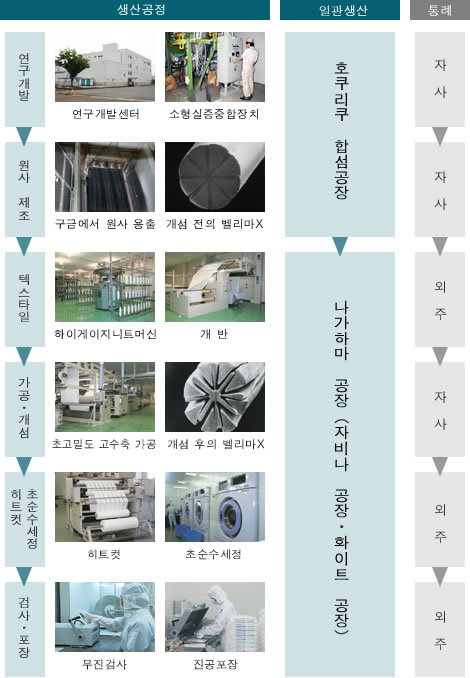 생산공정
일관생산
통례
연구개발
연구개발센터
소형실증중합장치
호쿠리쿠 합섬공장
자사
원사 제조
구금에서 원사 용출
개섬 전의 벨리마X
자사
텍스타일
하이게이지니트머신
개 반
나가하마 공장(자비나 공장·화이트 공장)
외주
가공·개섬
초고밀도 고수축 가공
개섬 후의 벨리마X
자사
초순수세정
히트컷
히트컷
초순수세점
외주
검사·포장
무진검사
진공포장
외주